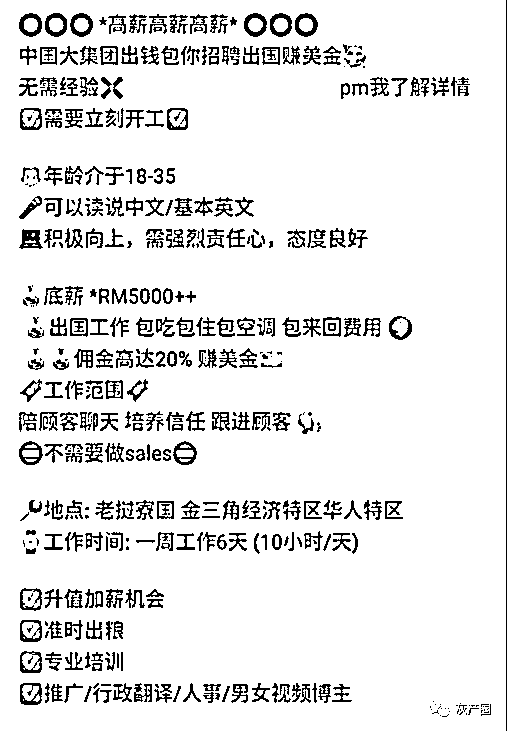 *高薪高薪高薪*
中国大集团出钱包你招聘出国赚美金
无需经验 pm我了解详情
需要立刻开工
年龄介于18-35
可以读说中文/基本英文
积极向上，需强烈责任心，态度良好
底薪 *RM5000++
出国工作 包吃包住包空调 包来回费用
佣金高达20% 赚美金
工作范围
陪顾客聊天 培养信任 跟进顾客
不需要做sales
地点: 老挝寮国 金三角经济特区华人特区
工作时间: 一周工作6天 (10小时/天)
升值加薪机会
准时出粮
专业培训
推广/行政翻译/人事/男女视频博主
灰产圈